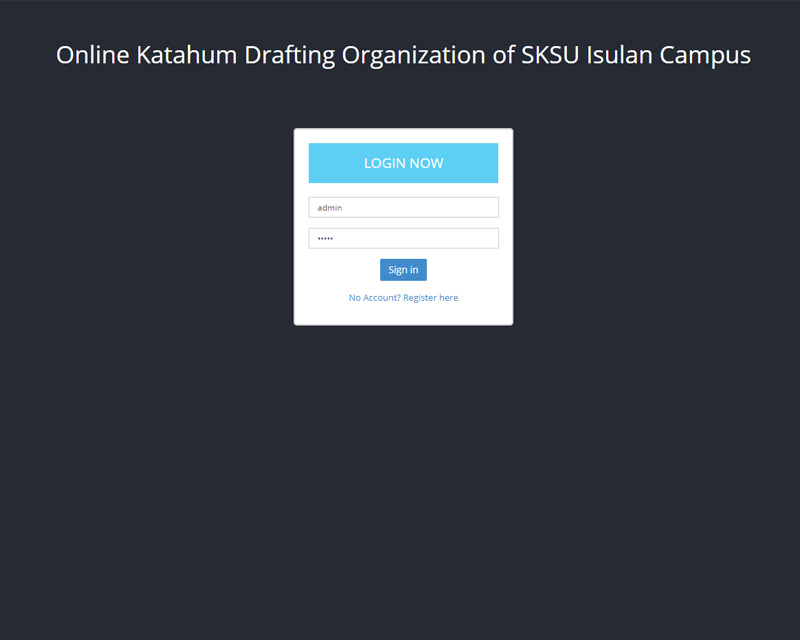 Online Katahum Drafting Organization of SKSU Isulan Campus
LOGIN NOW
admin
•••••
Sign in
No Account? Register here